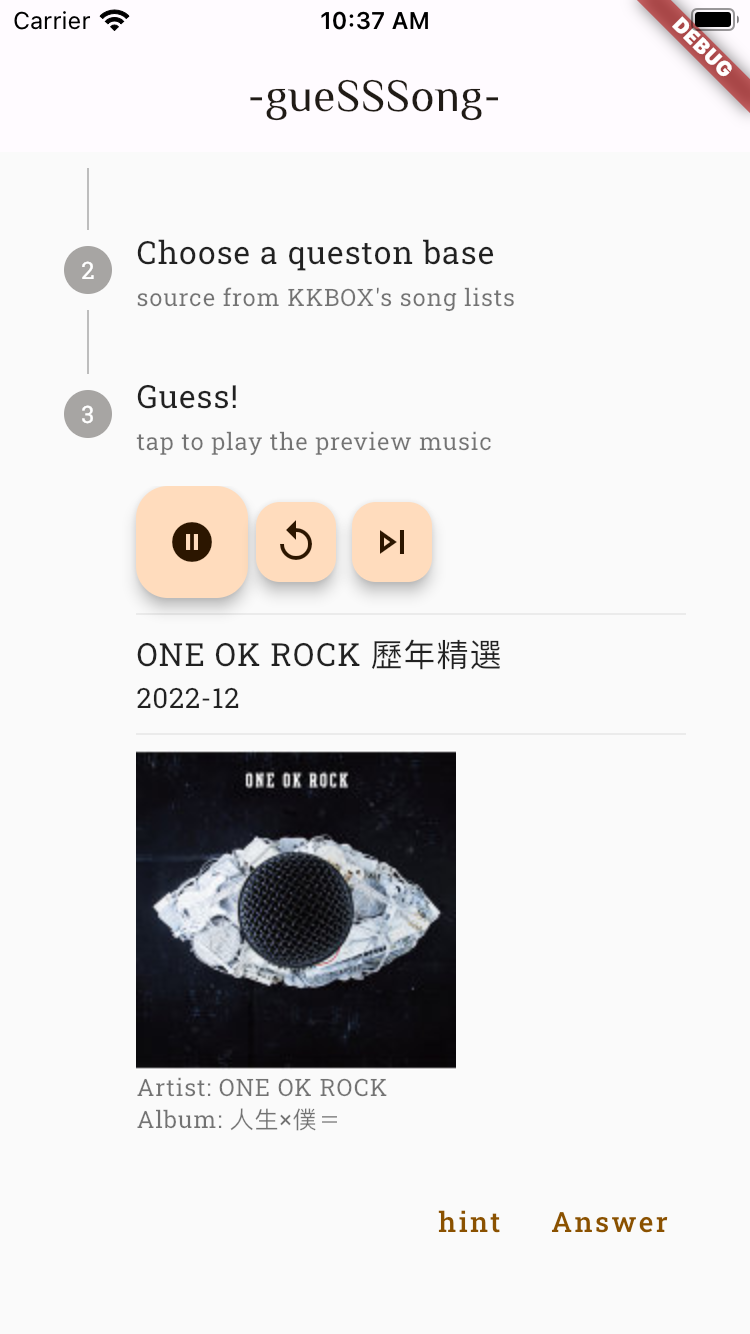 Carrier 10:37 AM
DEBUG
-gueSSSong-
2 Choose a queston base
source from KKBOX's song lists
3 Guess!
tap to play the preview music
ONE OK ROCK 歷年精選
2022-12
ONE OK ROCK
Artist: ONE OK ROCK
Album: 人生×僕＝
hint Answer